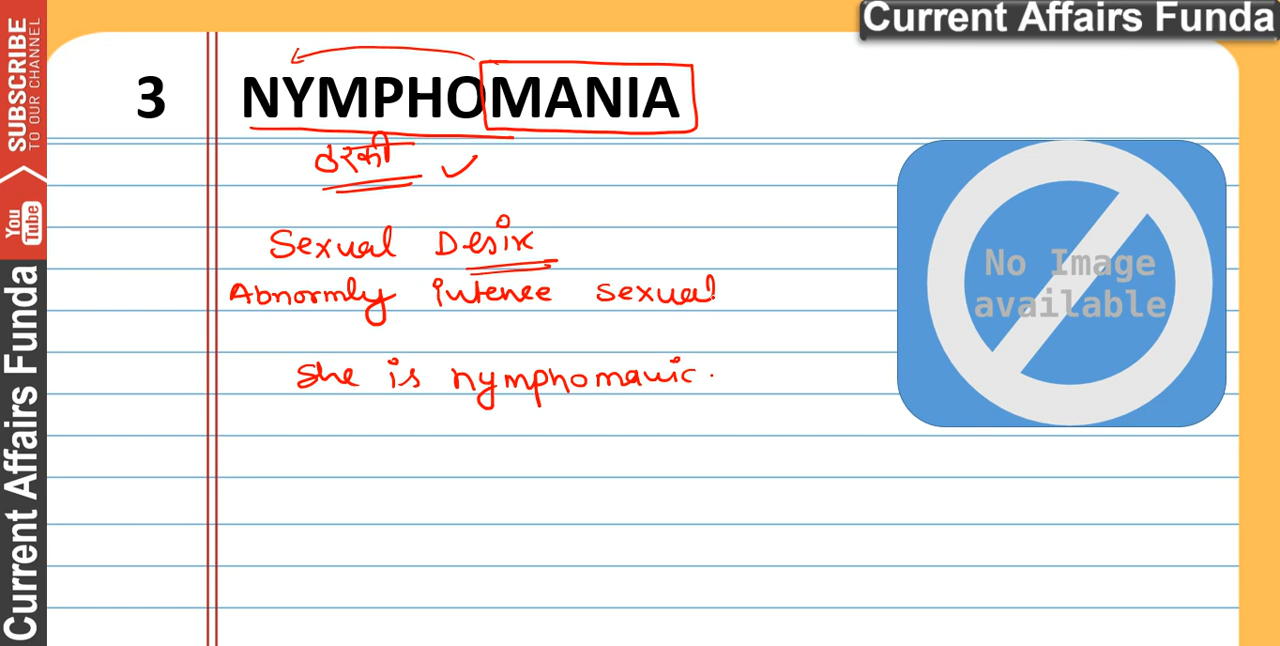 Current Affairs Funda
SUBSCRIBE
TO OUR CHANNEL
You
Tube
Current Affairs Funda
3 NYMPHOMANIA
ठरकी
Sexual Desire
Abnormly intense sexual
She is nymphomanic.
No Image
available